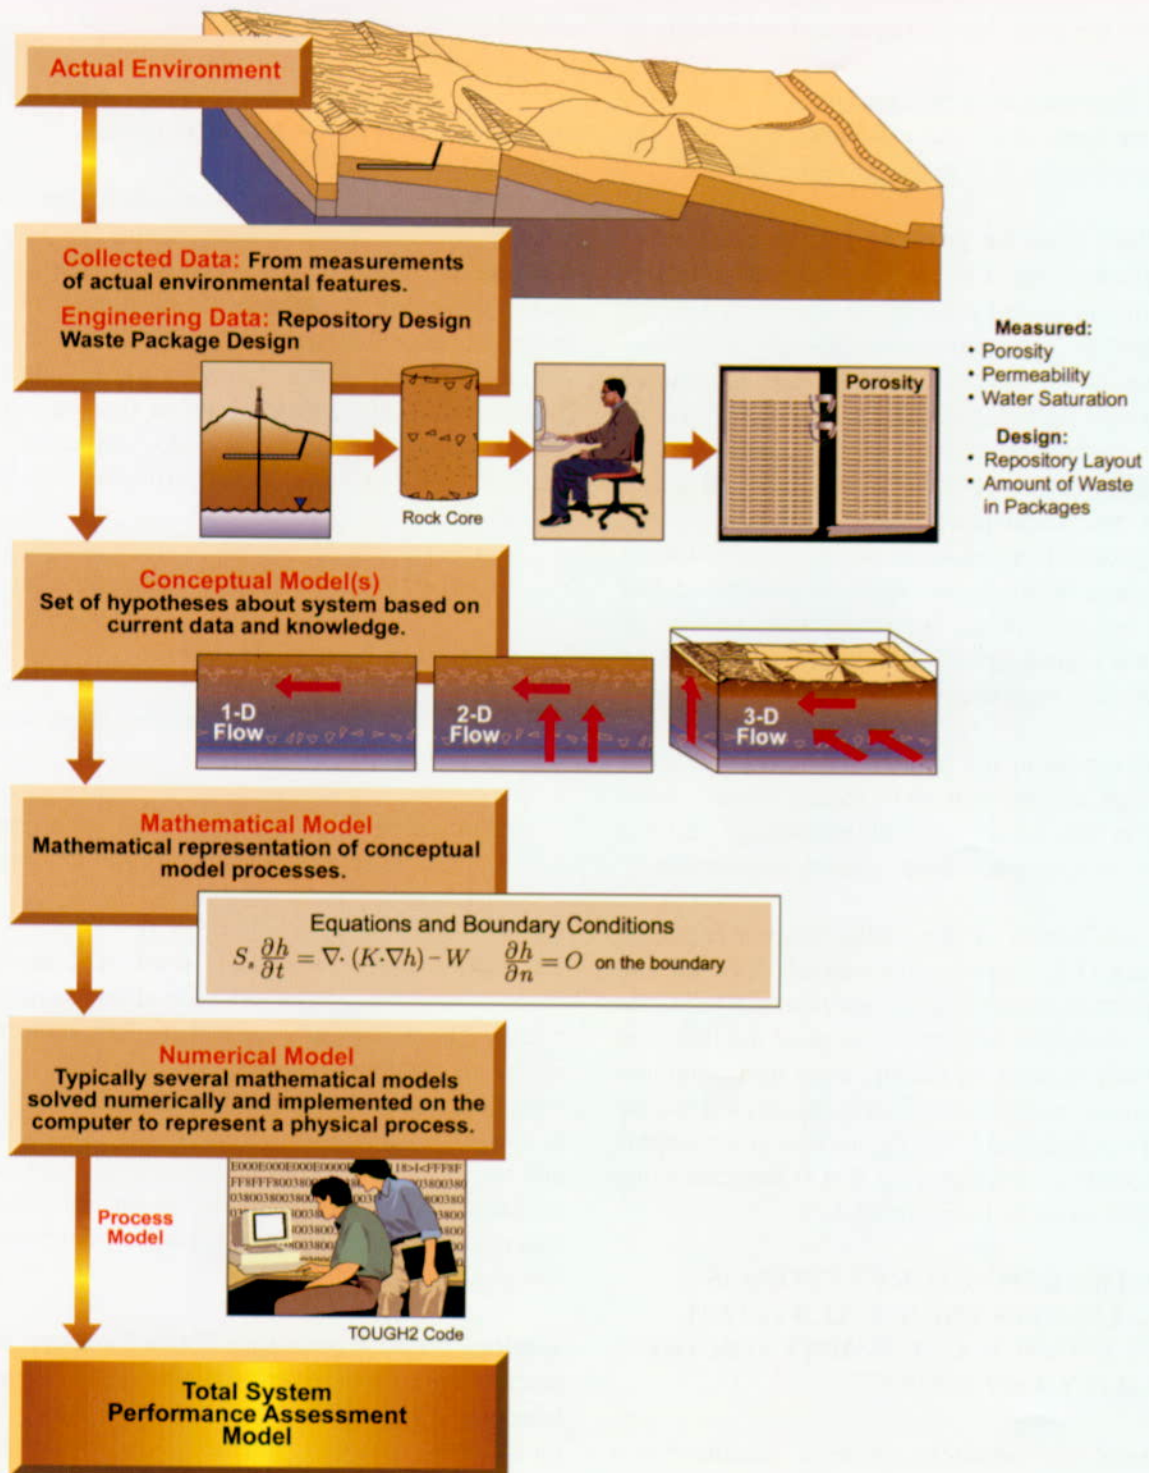 Actual Environment
Collected Data: From measurements
of actual environmental features.
Engineering Data: Repository Design
Waste Package Design
Rock Core
Porosity
Measured:
• Porosity
• Permeability
• Water Saturation
Design:
• Repository Layout
• Amount of Waste
in Packages
Conceptual Model(s)
Set of hypotheses about system based on
current data and knowledge.
1-D
Flow
2-D
Flow
3-D
Flow
Mathematical Model
Mathematical representation of conceptual
model processes.
Equations and Boundary Conditions
S_s ∂h/∂t = ∇· (K·∇h) – W ∂h/∂n = O on the boundary
Numerical Model
Typically several mathematical models
solved numerically and implemented on the
computer to represent a physical process.
Process
Model
TOUGH2 Code
Total System
Performance Assessment
Model